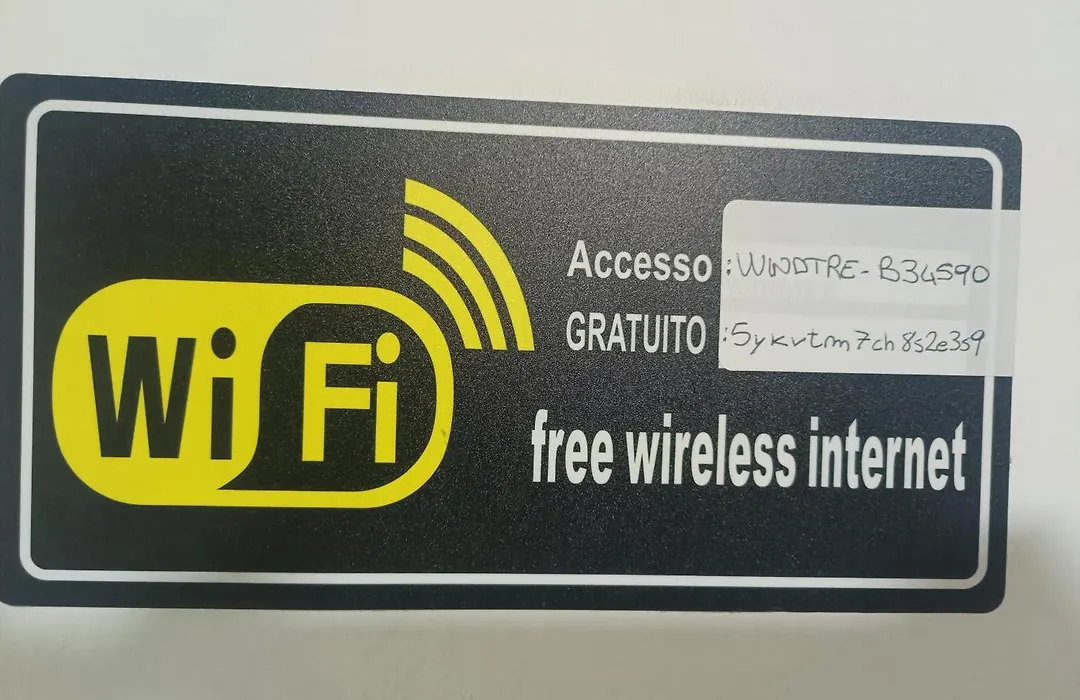 WiFi
Accesso :WINDTRE-B34590
GRATUITO :5ykvtm7ch8s2e3s9
free wireless internet